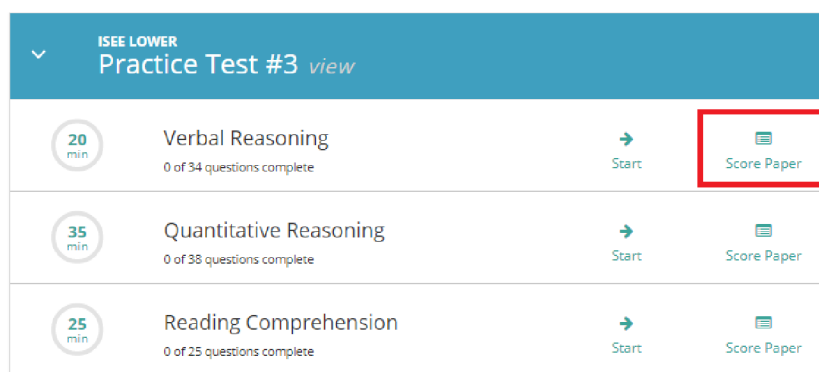 ISEE LOWER
Practice Test #3 view
20
min
Verbal Reasoning
0 of 34 questions complete
Start
Score Paper
35
min
Quantitative Reasoning
0 of 38 questions complete
Start
Score Paper
25
min
Reading Comprehension
0 of 25 questions complete
Start
Score Paper